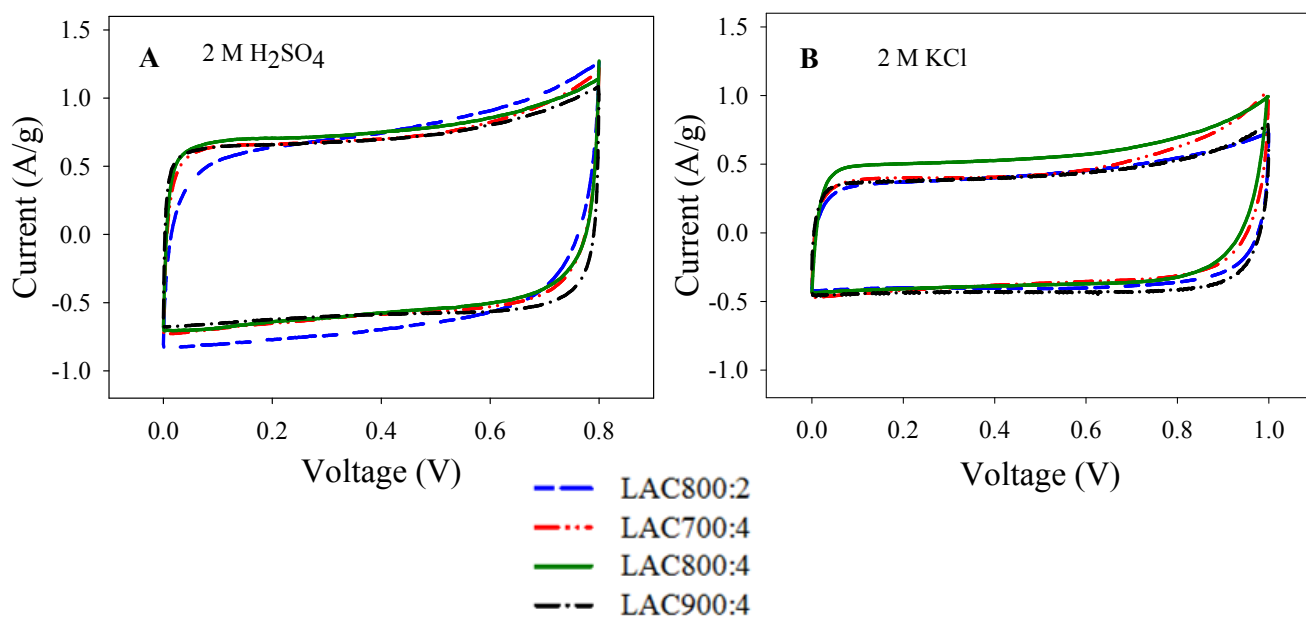 A 2 M H₂SO₄
1.5
1.0
0.5
0.0
-0.5
-1.0
Current (A/g)
0.0 0.2 0.4 0.6 0.8
Voltage (V)
B 2 M KCl
1.5
1.0
0.5
0.0
-0.5
-1.0
Current (A/g)
0.0 0.2 0.4 0.6 0.8 1.0
Voltage (V)
LAC800:2
LAC700:4
LAC800:4
LAC900:4